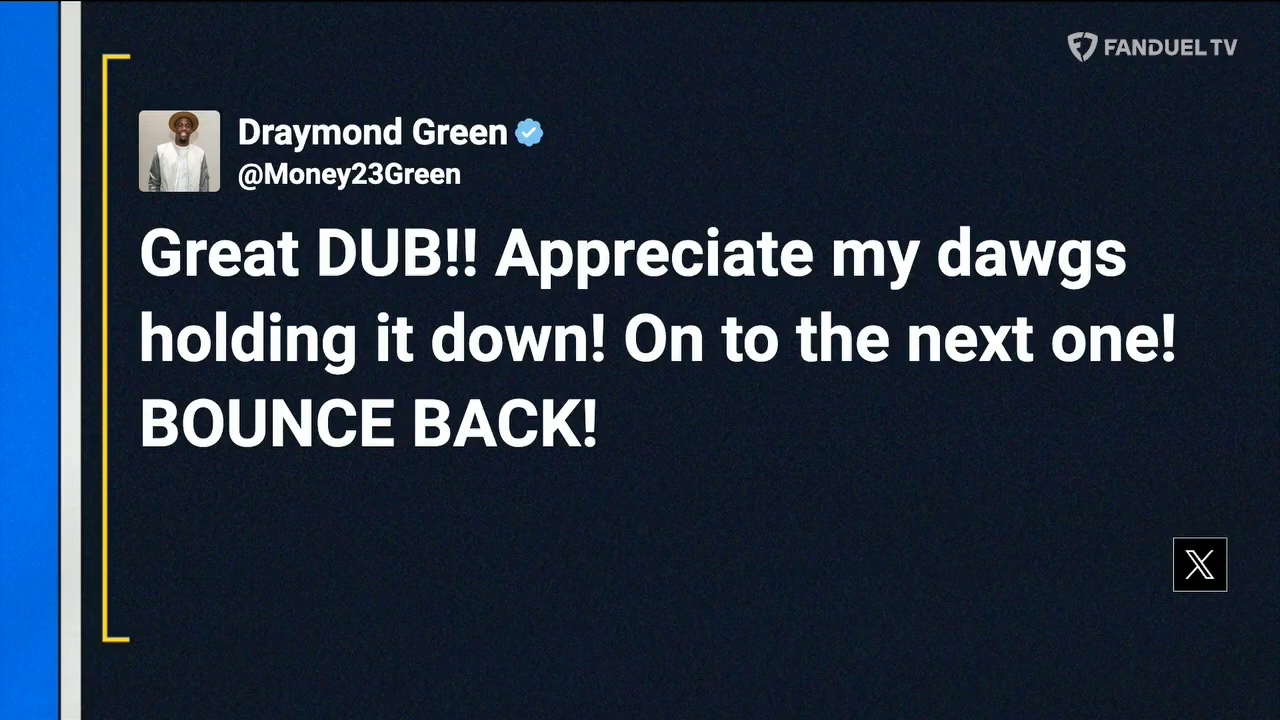 FANDUEL TV
Draymond Green
@Money23Green
Great DUB!! Appreciate my dawgs
holding it down! On to the next one!
BOUNCE BACK!